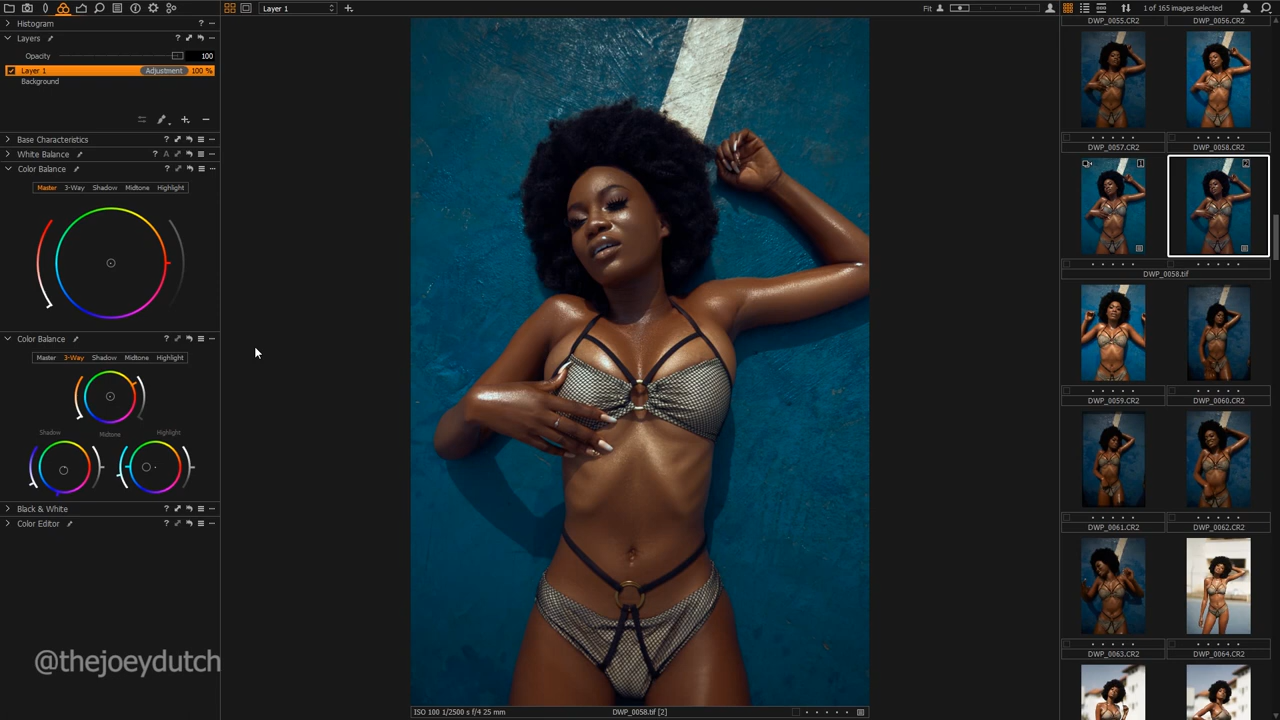 Layer 1
Fit
1 of 165 images selected
Histogram
DWP_0055.CR2
DWP_0056.CR2
Layers
Opacity
100
Layer 1
Adjustment
100 %
Background
Base Characteristics
DWP_0057.CR2
DWP_0058.CR2
White Balance
A
Color Balance
Master
3-Way
Shadow
Midtone
Highlight
1
2
DWP_0058.tif
Color Balance
Master
3-Way
Shadow
Midtone
Highlight
DWP_0059.CR2
DWP_0060.CR2
Shadow
Midtone
Highlight
Black & White
Color Editor
DWP_0061.CR2
DWP_0062.CR2
DWP_0063.CR2
DWP_0064.CR2
@thejoeydutch
ISO 100 1/2500 s f/4 25 mm
DWP_0058.tif [2]